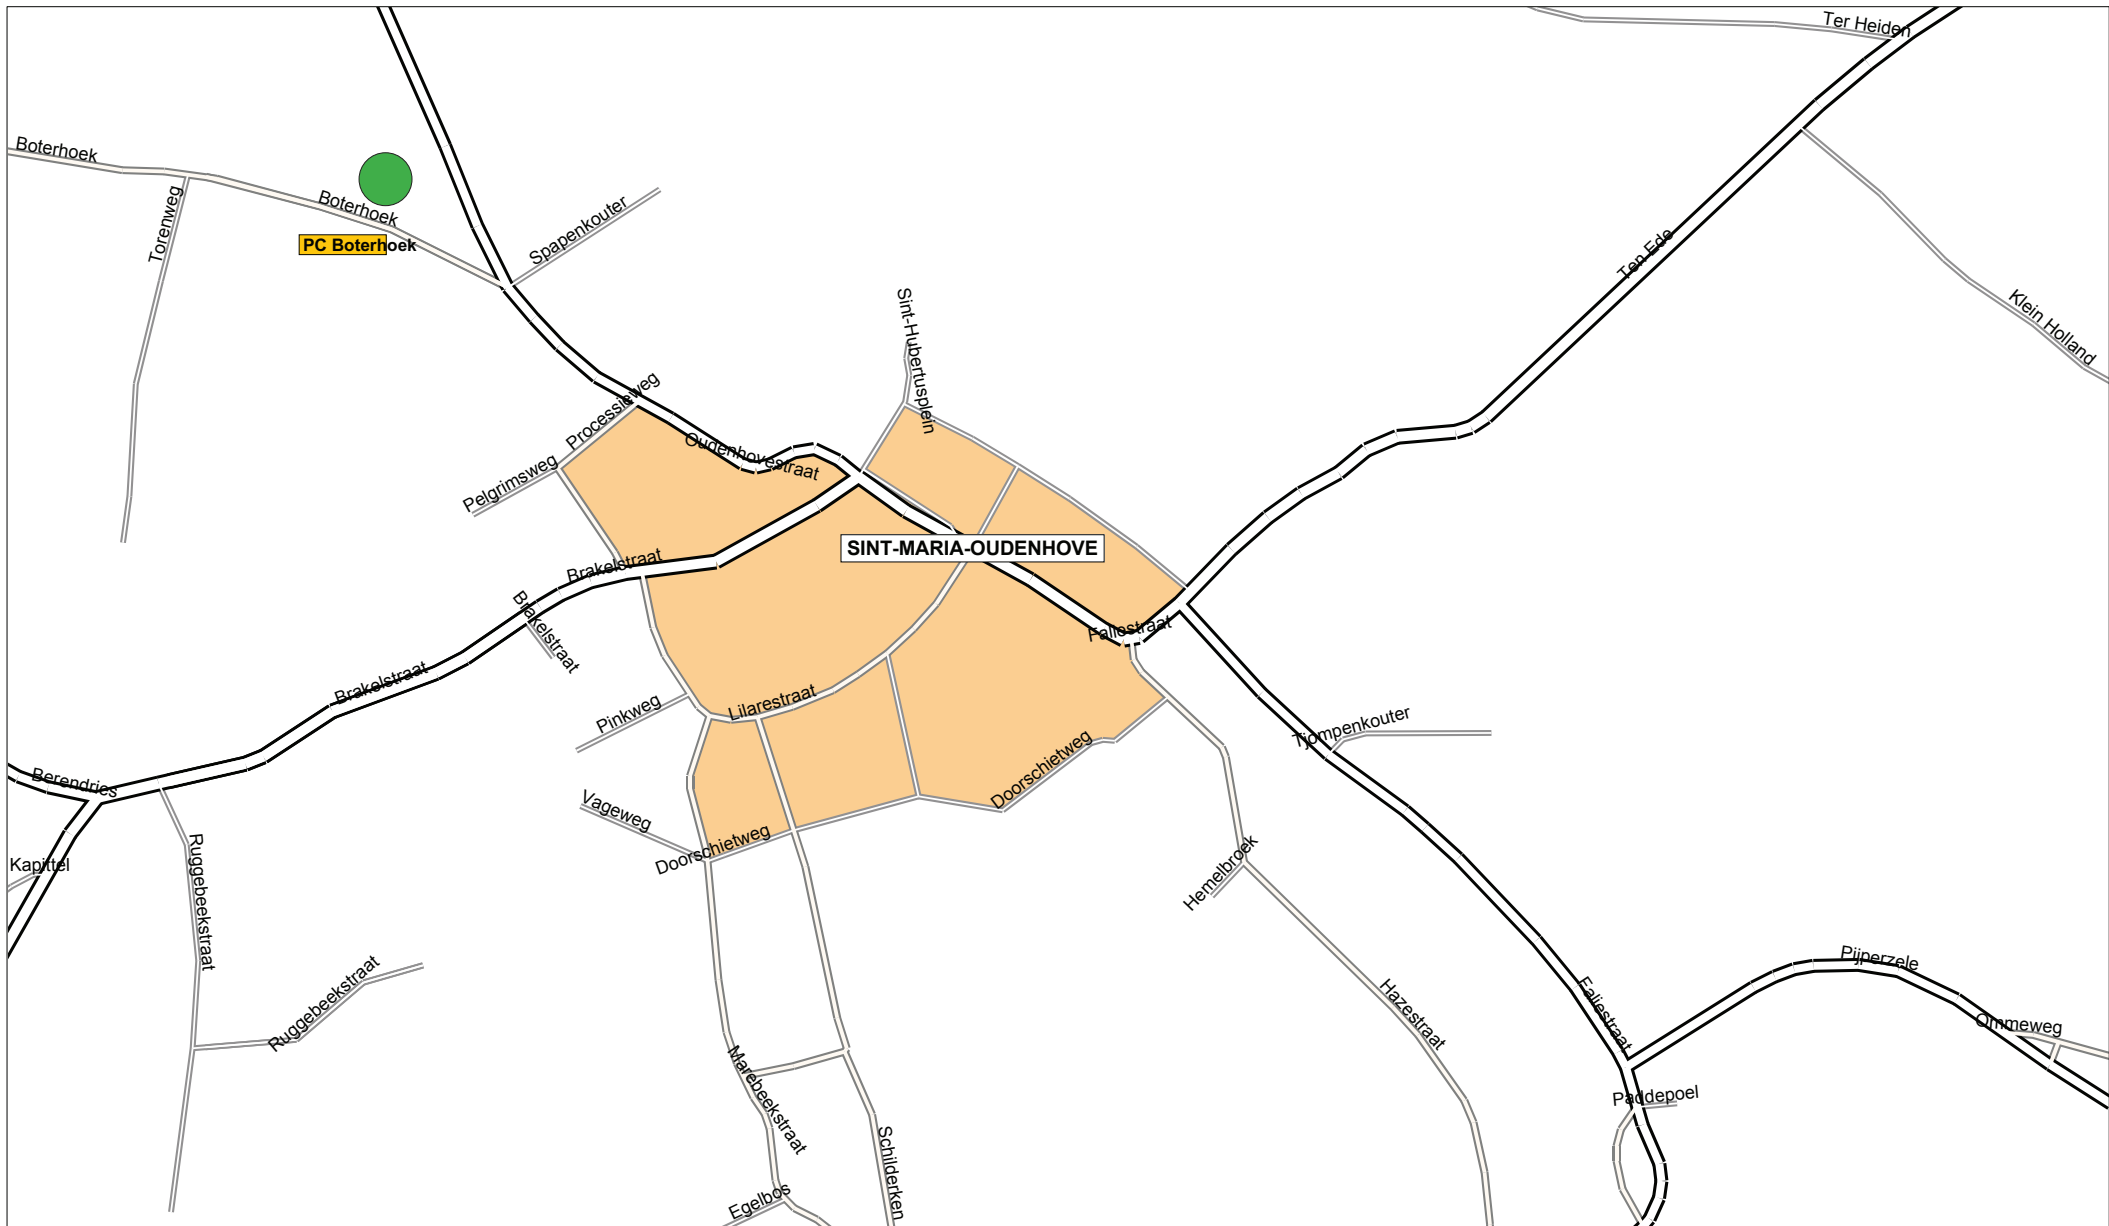 Ter Heiden
Boterhoek
Torenweg
Boterhoek
PC Boterhoek
Spapenkouter
Ten Ede
Klein Holland
Sint-Hubertusplein
Processieweg
Oudenhovestraat
Pelgrimsweg
SINT-MARIA-OUDENHOVE
Brakelstraat
Brakelstraat
Faliestraat
Brakelstraat
Lilarestraat
Pinkweg
Tjompenkouter
Berendries
Doorschietweg
Vageweg
Doorschietweg
Kapittel
Ruggebeekstraat
Hemelbroek
Ruggebeekstraat
Pijperzele
Hazestraat
Faliestraat
Ommeweg
Marebeekstraat
Paddepoel
Schilderken
Egelbos